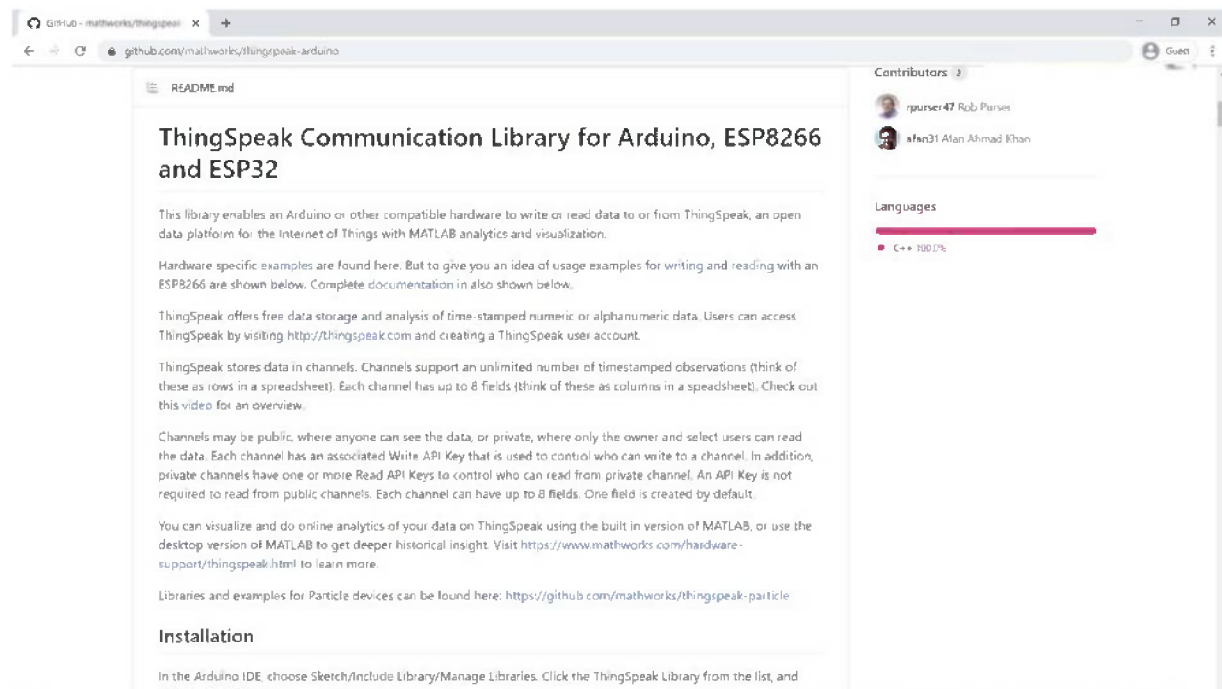 GitHub - mathworks/thingspeal
github.com/mathworks/thingspeak-arduino
Guest
README.md
ThingSpeak Communication Library for Arduino, ESP8266
and ESP32
This library enables an Arduino or other compatible hardware to write or read data to or from ThingSpeak, an open
data platform for the Internet of Things with MATLAB analytics and visualization.
Hardware specific examples are found here. But to give you an idea of usage examples for writing and reading with an
ESP8266 are shown below. Complete documentation in also shown below.
ThingSpeak offers free data storage and analysis of time-stamped numeric or alphanumeric data. Users can access
ThingSpeak by visiting http://thingspeak.com and creating a ThingSpeak user account.
ThingSpeak stores data in channels. Channels support an unlimited number of timestamped observations (think of
these as rows in a spreadsheet). Each channel has up to 8 fields (think of these as columns in a speadsheet). Check out
this video for an overview.
Channels may be public, where anyone can see the data, or private, where only the owner and select users can read
the data. Each channel has an associated Write API Key that is used to control who can write to a channel. In addition,
private channels have one or more Read API Keys to control who can read from private channel. An API Key is not
required to read from public channels. Each channel can have up to 8 fields. One field is created by default.
You can visualize and do online analytics of your data on ThingSpeak using the built in version of MATLAB, or use the
desktop version of MATLAB to get deeper historical insight. Visit https://www.mathworks.com/hardware-
support/thingspeak.html to learn more.
Libraries and examples for Particle devices can be found here: https://github.com/mathworks/thingspeak-particle
Installation
In the Arduino IDE, choose Sketch/Include Library/Manage Libraries. Click the ThingSpeak Library from the list, and
Contributors 2
rpurser47 Rob Purser
afan31 Afan Ahmad Khan
Languages
C++ 100.0%